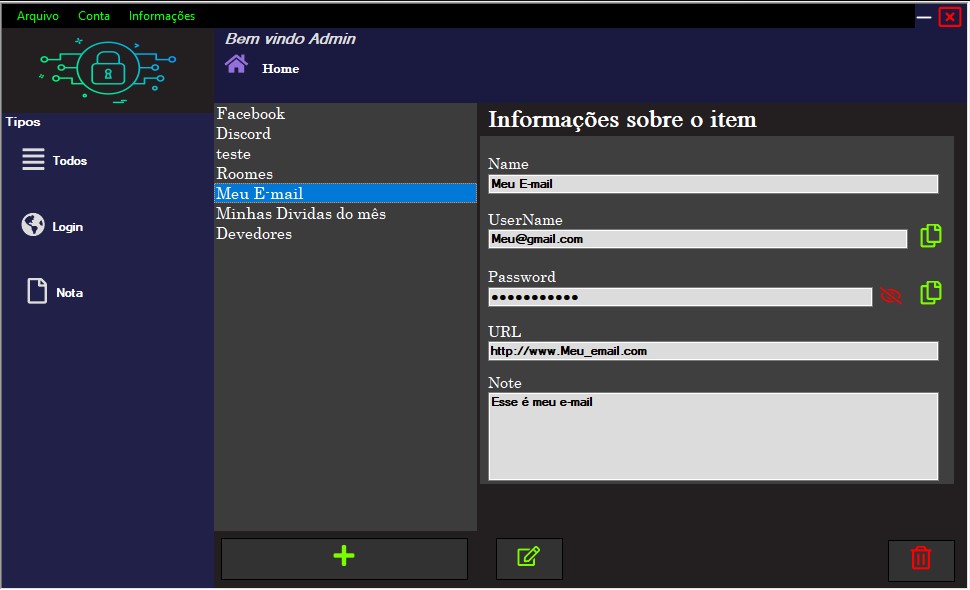 Arquivo Conta Informações
Bem vindo Admin
Home
Tipos
Todos
Login
Nota
Facebook
Discord
teste
Roomes
Meu E-mail
Minhas Dividas do mês
Devedores
Informações sobre o item
Name
Meu E-mail
UserName
Meu@gmail.com
Password
●●●●●●●●●●●
URL
http://www.Meu_email.com
Note
Esse é meu e-mail